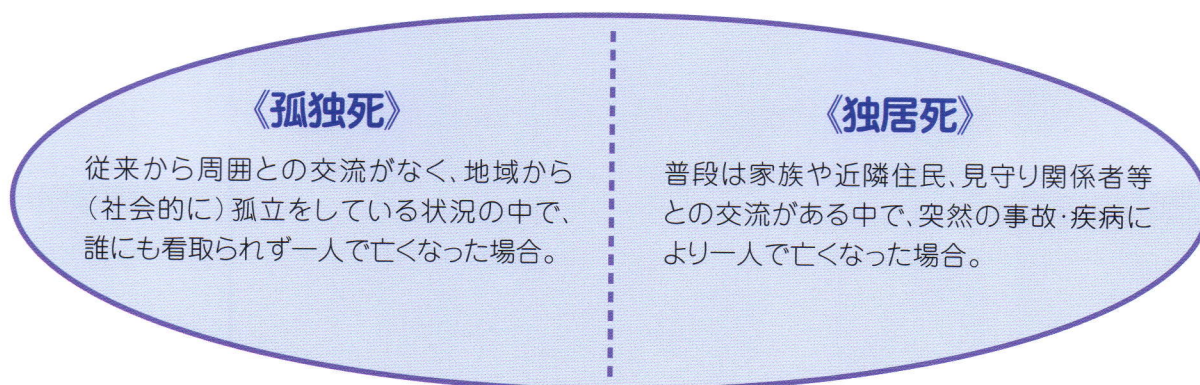 《孤独死》
従来から周囲との交流がなく、地域から
（社会的に）孤立をしている状況の中で、
誰にも看取られず一人で亡くなった場合。
《独居死》
普段は家族や近隣住民、見守り関係者等
との交流がある中で、突然の事故・疾病に
より一人で亡くなった場合。